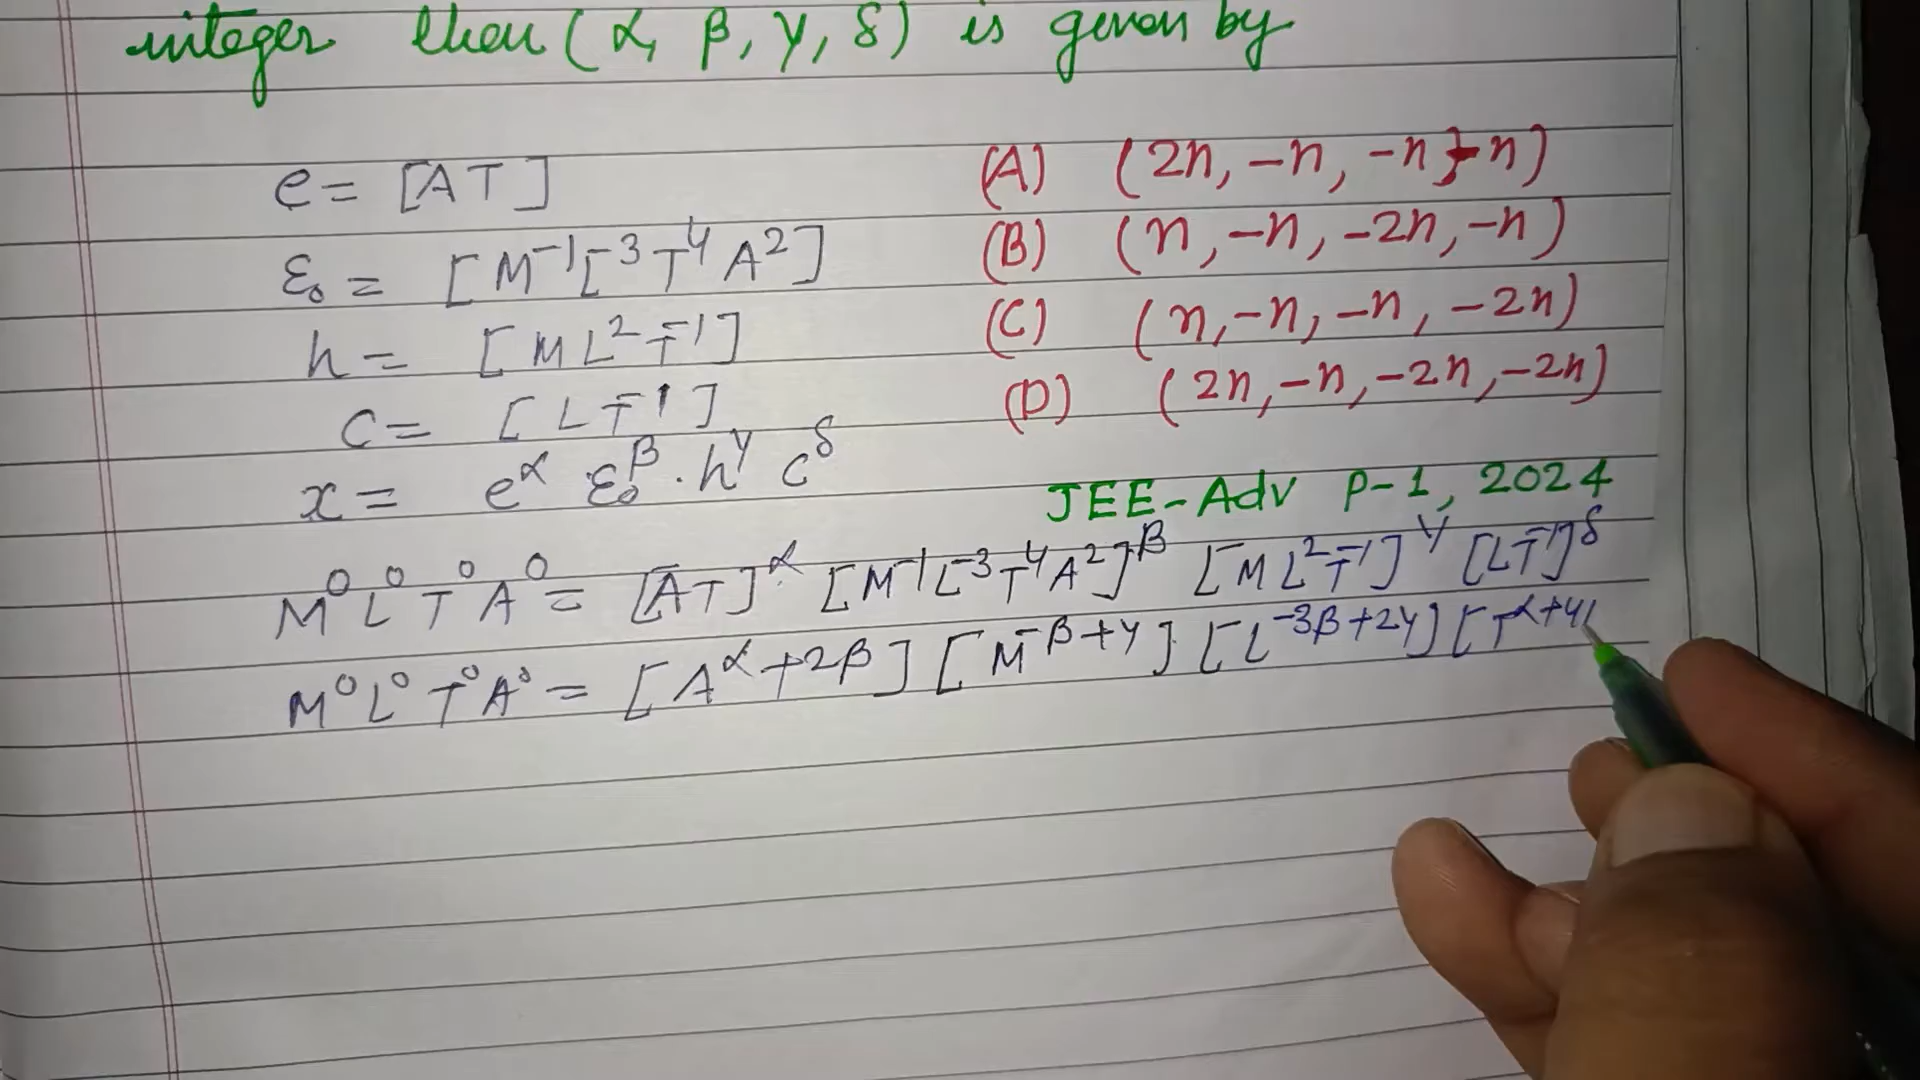 integer then (α, β, γ, δ) is given by
e = [AT]
ε₀ = [M⁻¹L⁻³T⁴A²]
h = [ML²T⁻¹]
c = [LT⁻¹]
x = e^α ε₀^β · h^γ c^δ
(A) (2n, -n, -n, -n)
(B) (n, -n, -2n, -n)
(C) (n, -n, -n, -2n)
(D) (2n, -n, -2n, -2n)
JEE-Adv P-1, 2024
M⁰L⁰T⁰A⁰ = [AT]^α [M⁻¹L⁻³T⁴A²]^β [ML²T⁻¹]^γ [LT⁻¹]^δ
M⁰L⁰T⁰A⁰ = [A^α+2β] [M^-β+γ] [L^-3β+2γ] [T^α+4